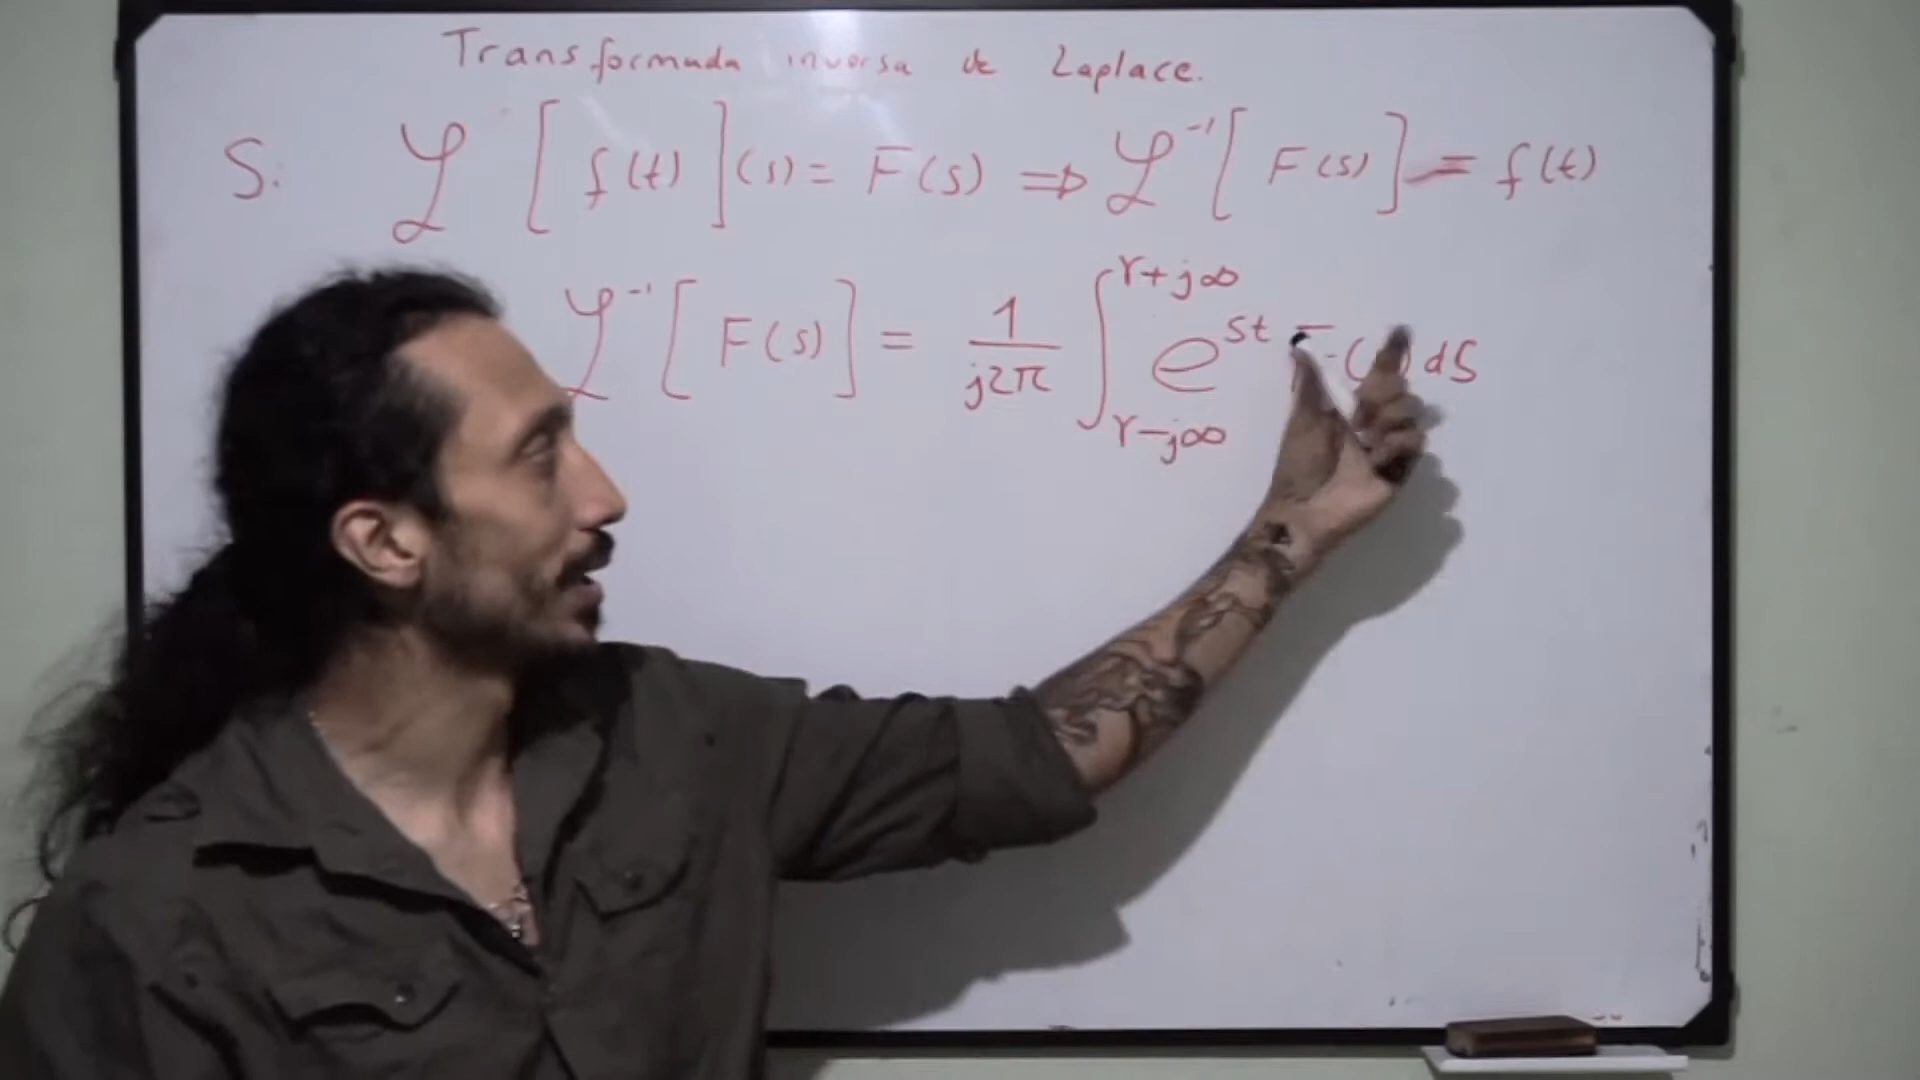 Transformada inversa de Laplace.
S: ℒ [ f(t) ](s) = F(s) ⇒ ℒ⁻¹[ F(s) ] = f(t)
ℒ⁻¹[ F(s) ] = 1/j2π ∫_{γ-j∞}^{γ+j∞} e^{st} F(s) ds